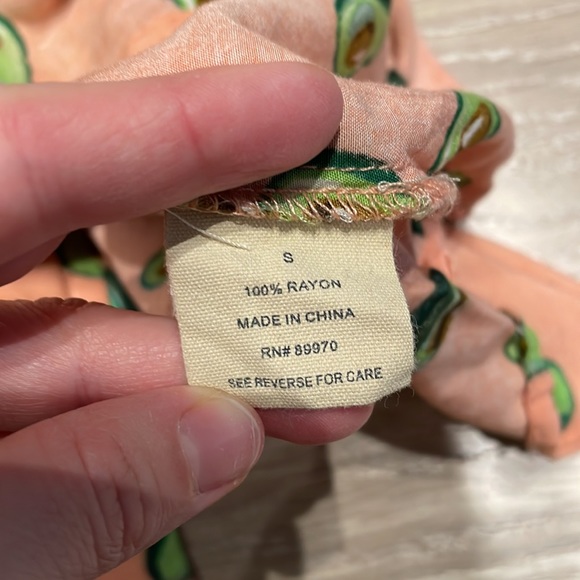 S
100% RAYON
MADE IN CHINA
RN# 89970
SEE REVERSE FOR CARE